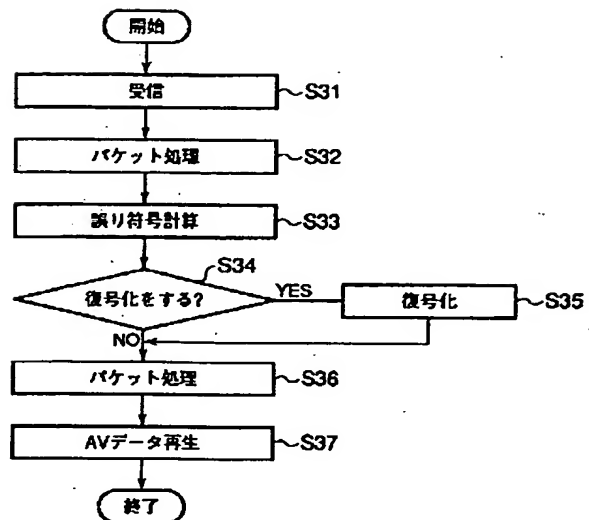 開始
受信 S31
パケット処理 S32
誤り符号計算 S33
S34
復号化をする? YES 復号化 S35
NO
パケット処理 S36
AVデータ再生 S37
終了